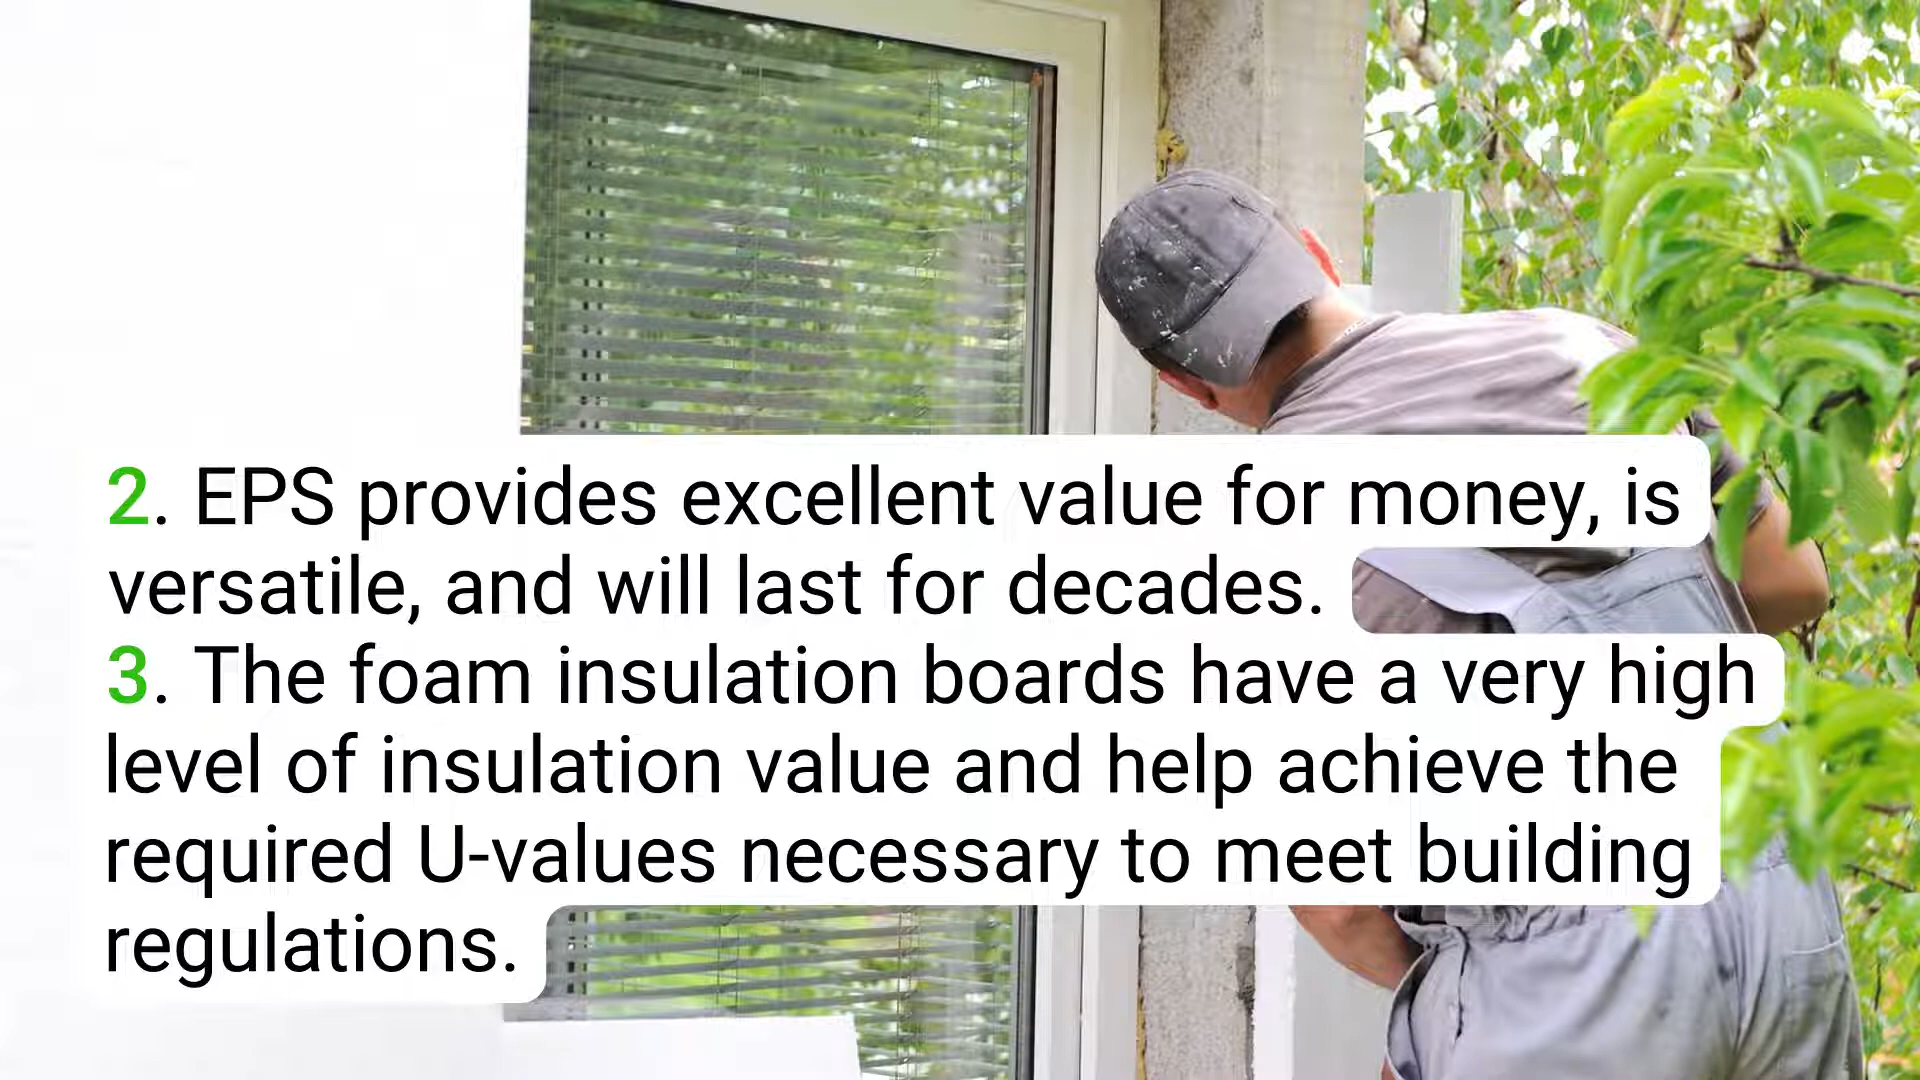 2. EPS provides excellent value for money, is
versatile, and will last for decades.
3. The foam insulation boards have a very high
level of insulation value and help achieve the
required U-values necessary to meet building
regulations.